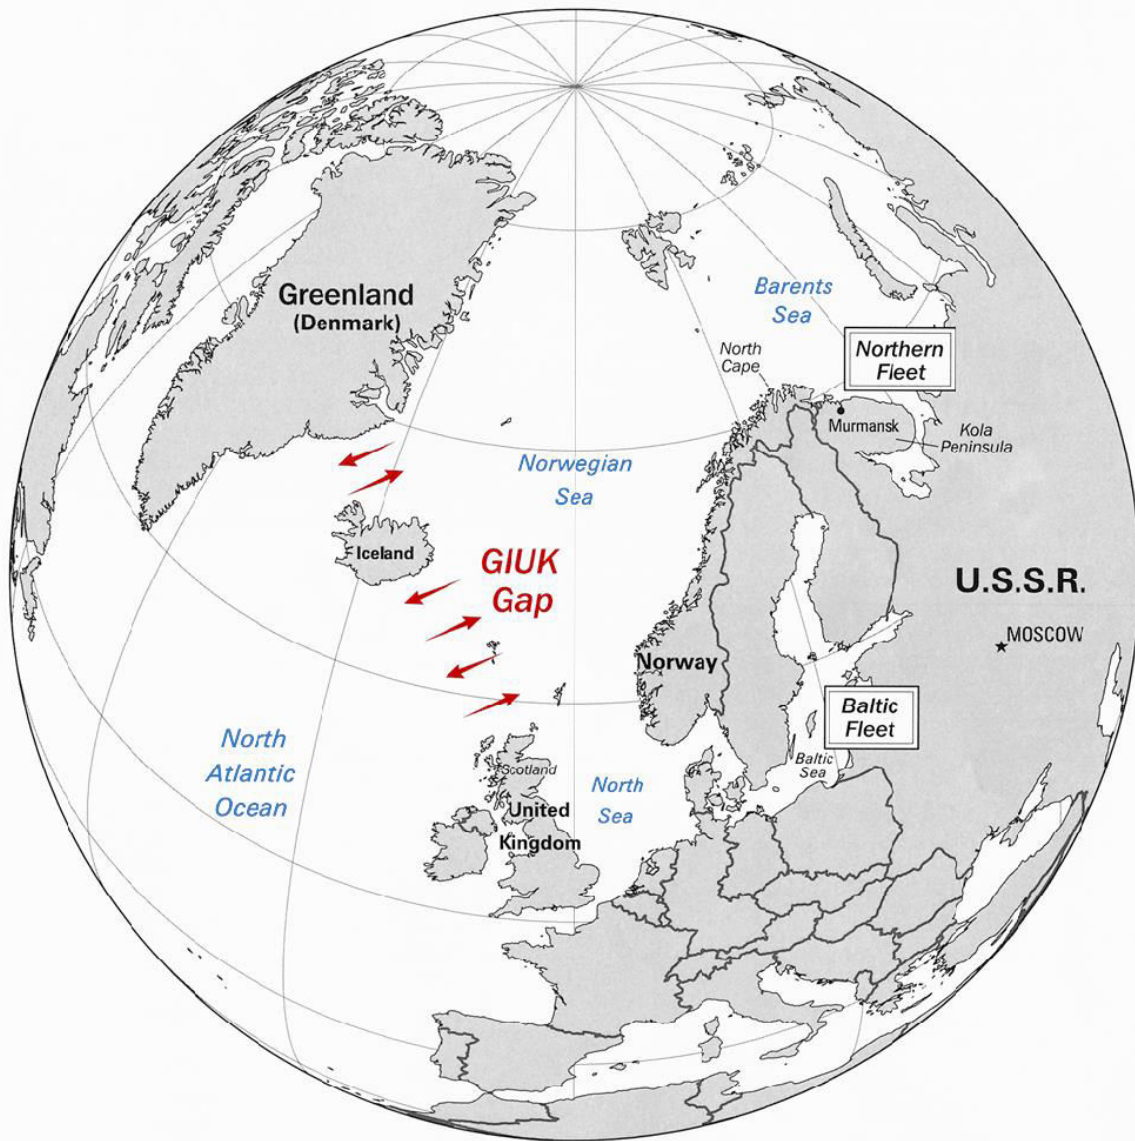 Greenland
(Denmark)
Barents
Sea
North
Cape
Northern
Fleet
Murmansk
Kola
Peninsula
Norwegian
Sea
Iceland
GIUK
Gap
U.S.S.R.
MOSCOW
Norway
Baltic
Fleet
Baltic
Sea
North
Atlantic
Ocean
Scotland
North
Sea
United
Kingdom